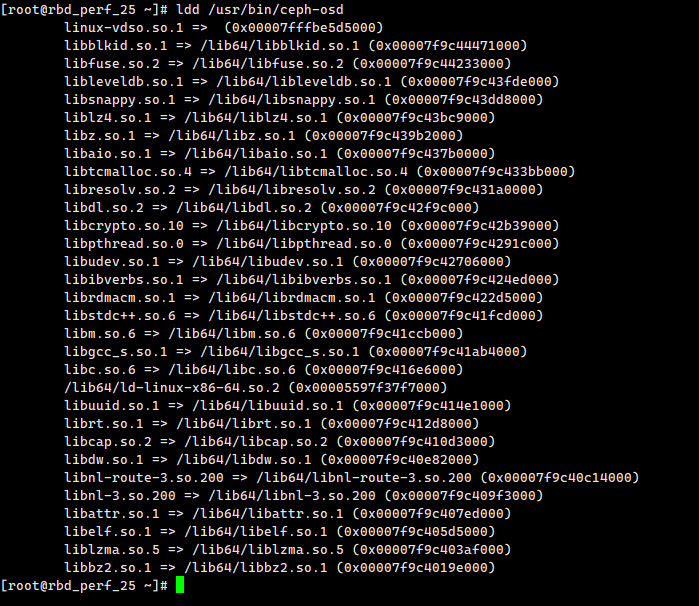 [root@rbd_perf_25 ~]# ldd /usr/bin/ceph-osd
linux-vdso.so.1 =>  (0x00007fffbe5d5000)
libblkid.so.1 => /lib64/libblkid.so.1 (0x00007f9c44471000)
libfuse.so.2 => /lib64/libfuse.so.2 (0x00007f9c44233000)
libleveldb.so.1 => /lib64/libleveldb.so.1 (0x00007f9c43fde000)
libsnappy.so.1 => /lib64/libsnappy.so.1 (0x00007f9c43dd8000)
liblz4.so.1 => /lib64/liblz4.so.1 (0x00007f9c43bc9000)
libz.so.1 => /lib64/libz.so.1 (0x00007f9c439b2000)
libaio.so.1 => /lib64/libaio.so.1 (0x00007f9c437b0000)
libtcmalloc.so.4 => /lib64/libtcmalloc.so.4 (0x00007f9c433bb000)
libresolv.so.2 => /lib64/libresolv.so.2 (0x00007f9c431a0000)
libdl.so.2 => /lib64/libdl.so.2 (0x00007f9c42f9c000)
libcrypto.so.10 => /lib64/libcrypto.so.10 (0x00007f9c42b39000)
libpthread.so.0 => /lib64/libpthread.so.0 (0x00007f9c4291c000)
libudev.so.1 => /lib64/libudev.so.1 (0x00007f9c42706000)
libibverbs.so.1 => /lib64/libibverbs.so.1 (0x00007f9c424ed000)
librdmacm.so.1 => /lib64/librdmacm.so.1 (0x00007f9c422d5000)
libstdc++.so.6 => /lib64/libstdc++.so.6 (0x00007f9c41fcd000)
libm.so.6 => /lib64/libm.so.6 (0x00007f9c41ccb000)
libgcc_s.so.1 => /lib64/libgcc_s.so.1 (0x00007f9c41ab4000)
libc.so.6 => /lib64/libc.so.6 (0x00007f9c416e6000)
/lib64/ld-linux-x86-64.so.2 (0x00005597f37f7000)
libuuid.so.1 => /lib64/libuuid.so.1 (0x00007f9c414e1000)
librt.so.1 => /lib64/librt.so.1 (0x00007f9c412d8000)
libcap.so.2 => /lib64/libcap.so.2 (0x00007f9c410d3000)
libdw.so.1 => /lib64/libdw.so.1 (0x00007f9c40e82000)
libnl-route-3.so.200 => /lib64/libnl-route-3.so.200 (0x00007f9c40c14000)
libnl-3.so.200 => /lib64/libnl-3.so.200 (0x00007f9c409f3000)
libattr.so.1 => /lib64/libattr.so.1 (0x00007f9c407ed000)
libelf.so.1 => /lib64/libelf.so.1 (0x00007f9c405d5000)
liblzma.so.5 => /lib64/liblzma.so.5 (0x00007f9c403af000)
libbz2.so.1 => /lib64/libbz2.so.1 (0x00007f9c4019e000)
[root@rbd_perf_25 ~]#